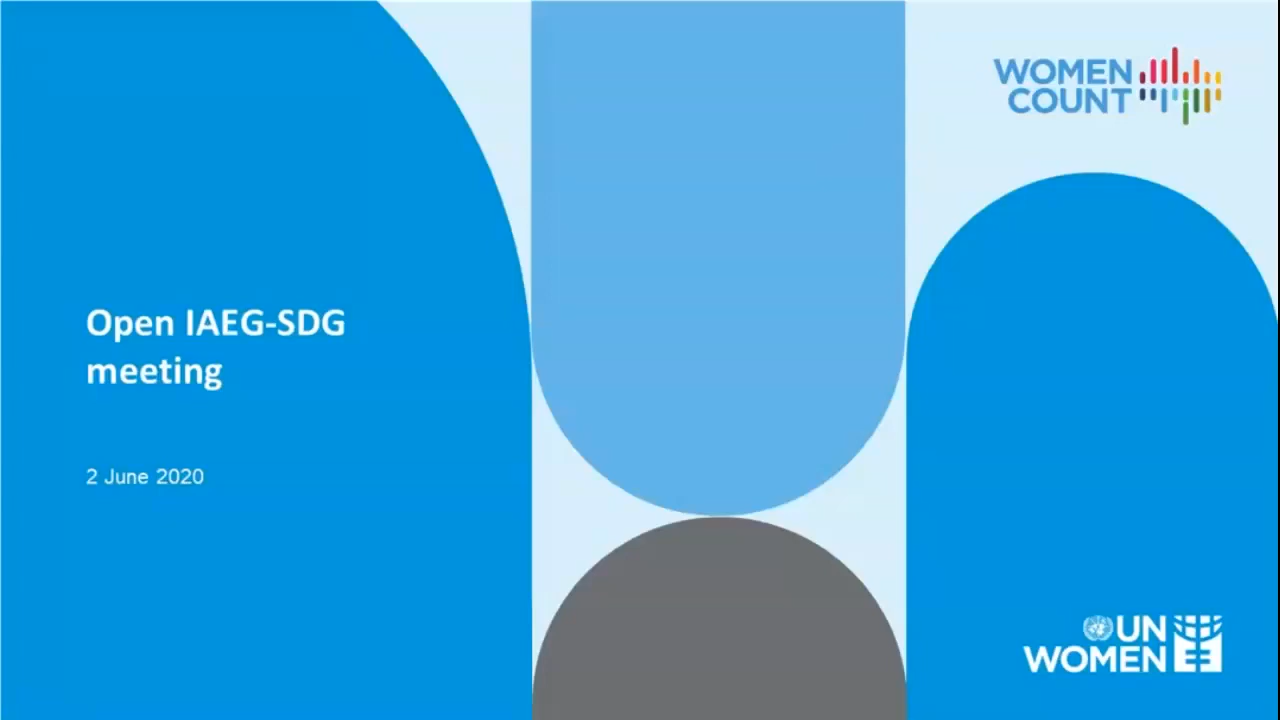 WOMEN
COUNT
Open IAEG-SDG
meeting
2 June 2020
UN
WOMEN